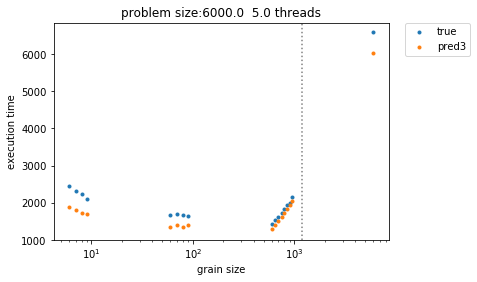 problem size:6000.0  5.0 threads
true
pred3
execution time
6000
5000
4000
3000
2000
1000
10¹
10²
10³
grain size